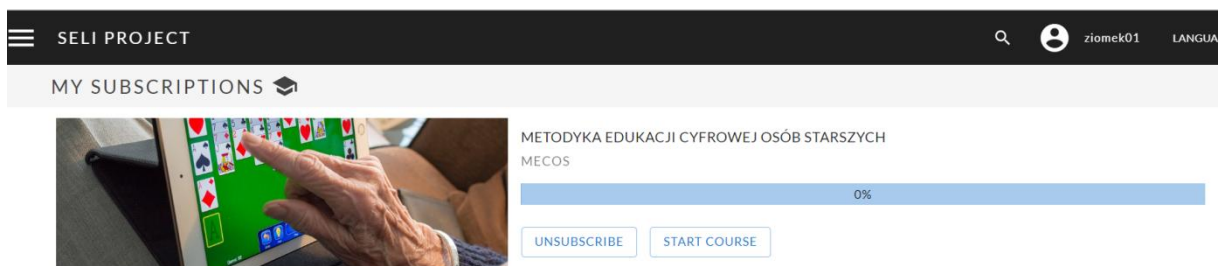 SELI PROJECT
ziomek01
LANGUA
MY SUBSCRIPTIONS
METODYKA EDUKACJI CYFROWEJ OSÓB STARSZYCH
MECOS
0%
UNSUBSCRIBE
START COURSE